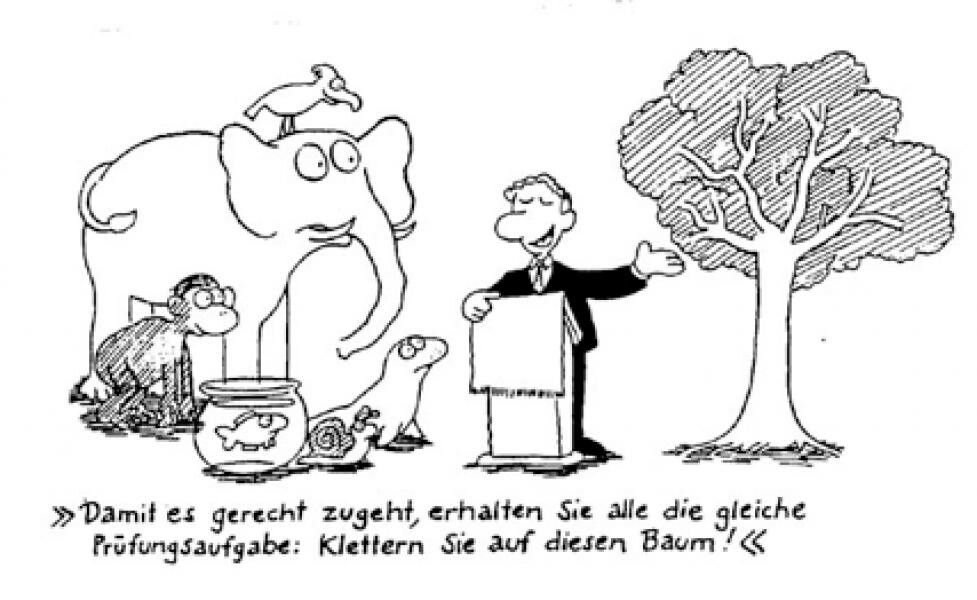 »Damit es gerecht zugeht, erhalten Sie alle die gleiche
Prüfungsaufgabe: Klettern Sie auf diesen Baum!«